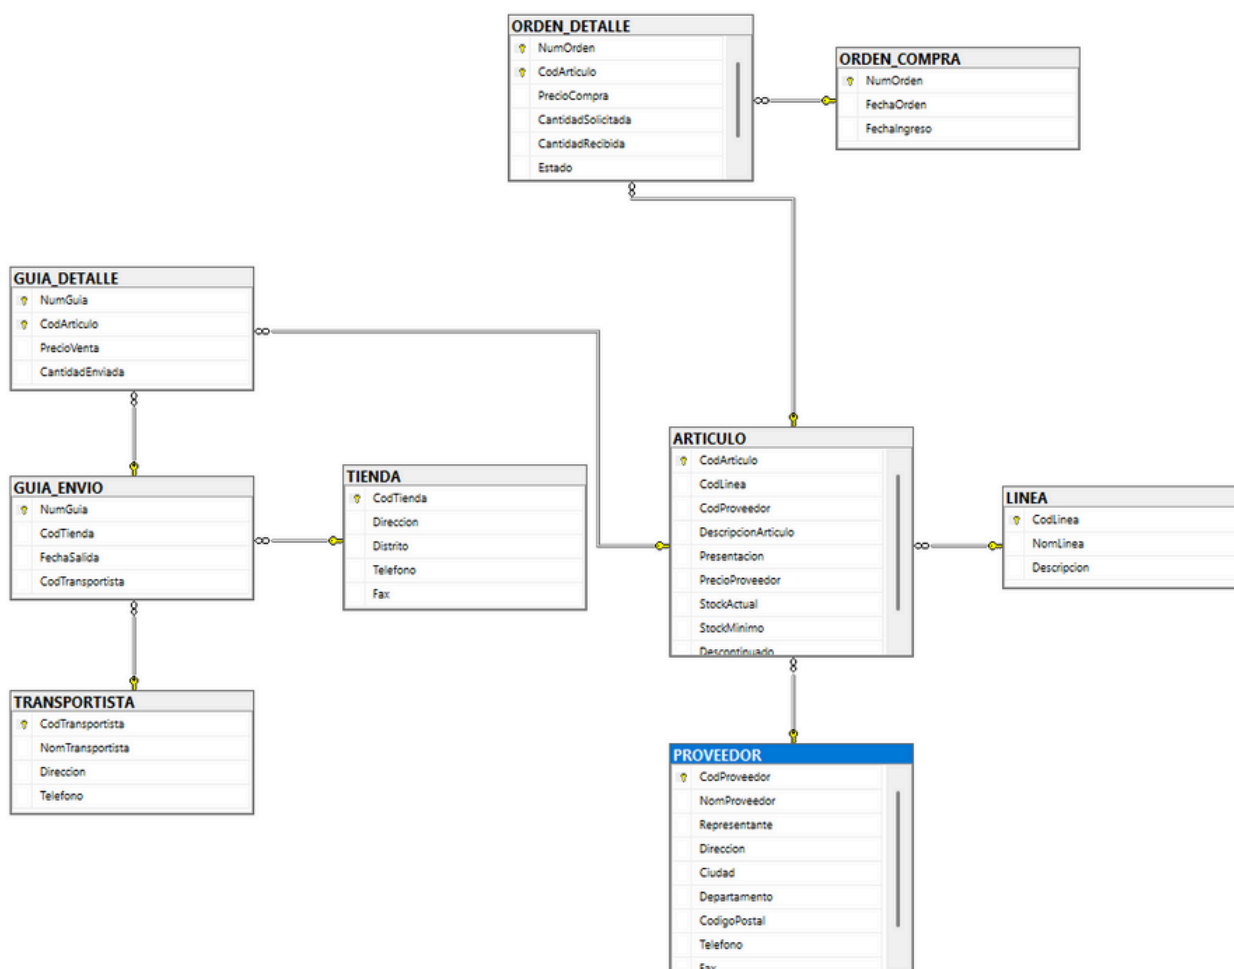 ORDEN_DETALLE
NumOrden
CodArticulo
PrecioCompra
CantidadSolicitada
CantidadRecibida
Estado
ORDEN_COMPRA
NumOrden
FechaOrden
FechaIngreso
GUIA_DETALLE
NumGuia
CodArticulo
PrecioVenta
CantidadEnviada
GUIA_ENVIO
NumGuia
CodTienda
FechaSalida
CodTransportista
TIENDA
CodTienda
Direccion
Distrito
Telefono
Fax
ARTICULO
CodArticulo
CodLinea
CodProveedor
DescripcionArticulo
Presentacion
PrecioProveedor
StockActual
StockMinimo
Descontinuado
LINEA
CodLinea
NomLinea
Descripcion
TRANSPORTISTA
CodTransportista
NomTransportista
Direccion
Telefono
PROVEEDOR
CodProveedor
NomProveedor
Representante
Direccion
Ciudad
Departamento
CodigoPostal
Telefono
Fax